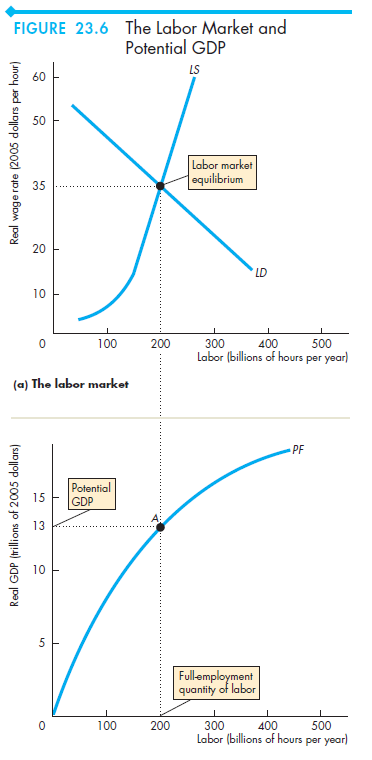 FIGURE 23.6 The Labor Market and
Potential GDP
Real wage rate (2005 dollars per hour)
60
50
35
20
10
0
LS
Labor market
equilibrium
LD
100 200 300 400 500
Labor (billions of hours per year)
(a) The labor market
Real GDP (trillions of 2005 dollars)
PF
Potential
GDP
15
13
A
10
5
Full-employment
quantity of labor
0 100 200 300 400 500
Labor (billions of hours per year)